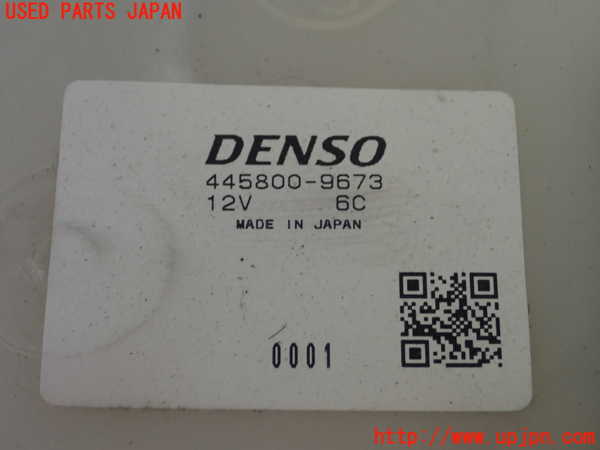 USED PARTS JAPAN
DENSO
445800-9673
12V 6C
MADE IN JAPAN
0001
http://www.upjpn.com/